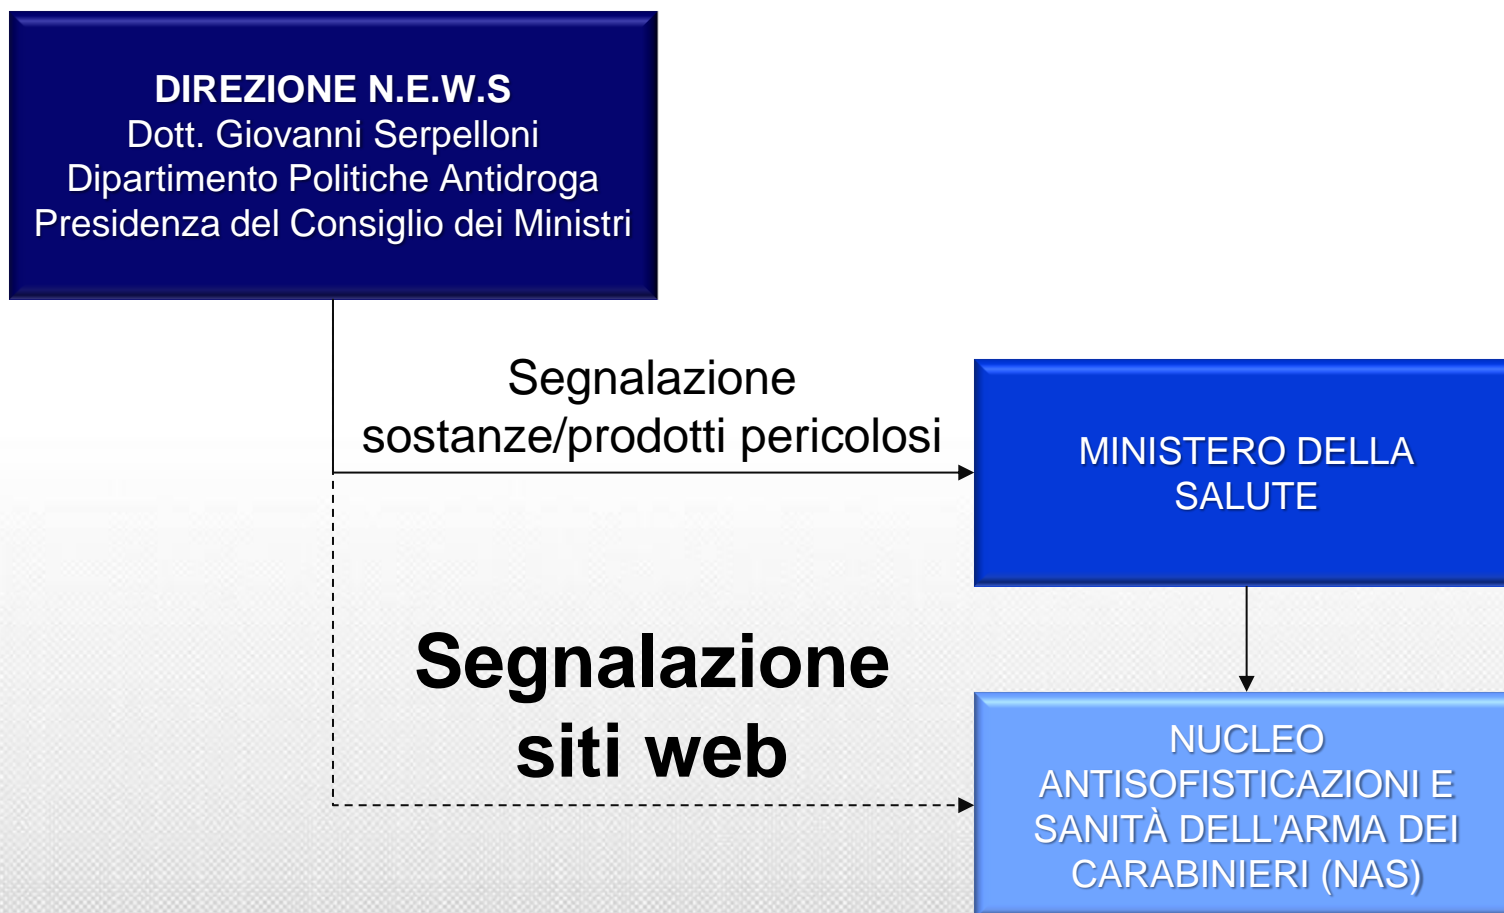 DIREZIONE N.E.W.S
Dott. Giovanni Serpelloni
Dipartimento Politiche Antidroga
Presidenza del Consiglio dei Ministri
Segnalazione
sostanze/prodotti pericolosi
MINISTERO DELLA
SALUTE
Segnalazione
siti web
NUCLEO
ANTISOFISTICAZIONI E
SANITÀ DELL'ARMA DEI
CARABINIERI (NAS)